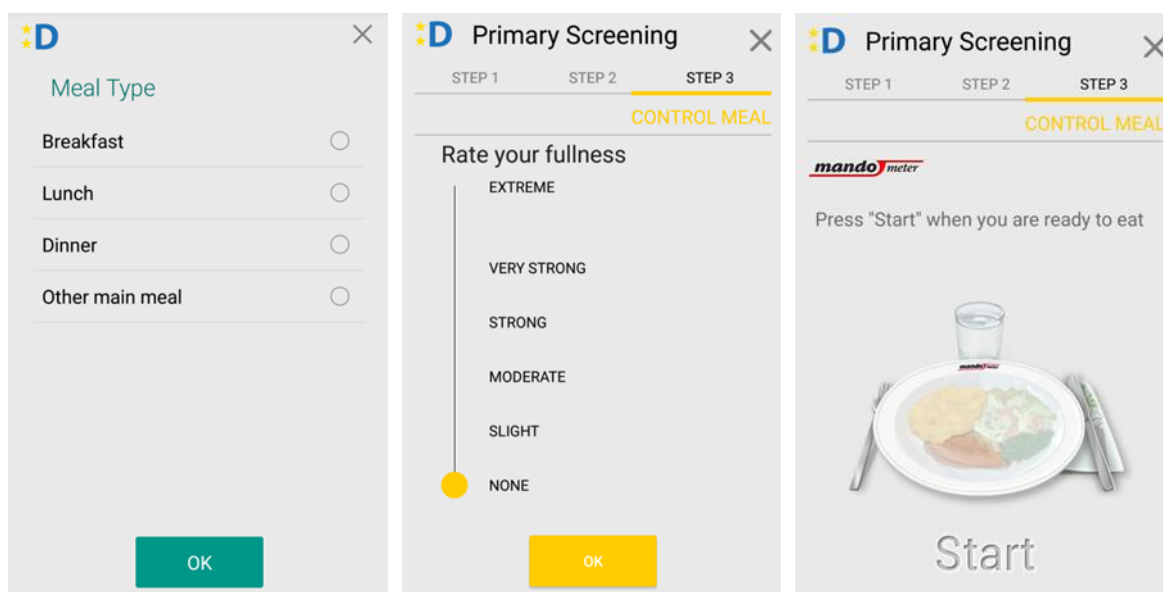 D
Meal Type
Breakfast
Lunch
Dinner
Other main meal
OK
D Primary Screening
STEP 1 STEP 2 STEP 3
CONTROL MEAL
Rate your fullness
EXTREME
VERY STRONG
STRONG
MODERATE
SLIGHT
NONE
OK
D Primary Screening
STEP 1 STEP 2 STEP 3
CONTROL MEAL
mandometer
Press "Start" when you are ready to eat
mandometer
Start